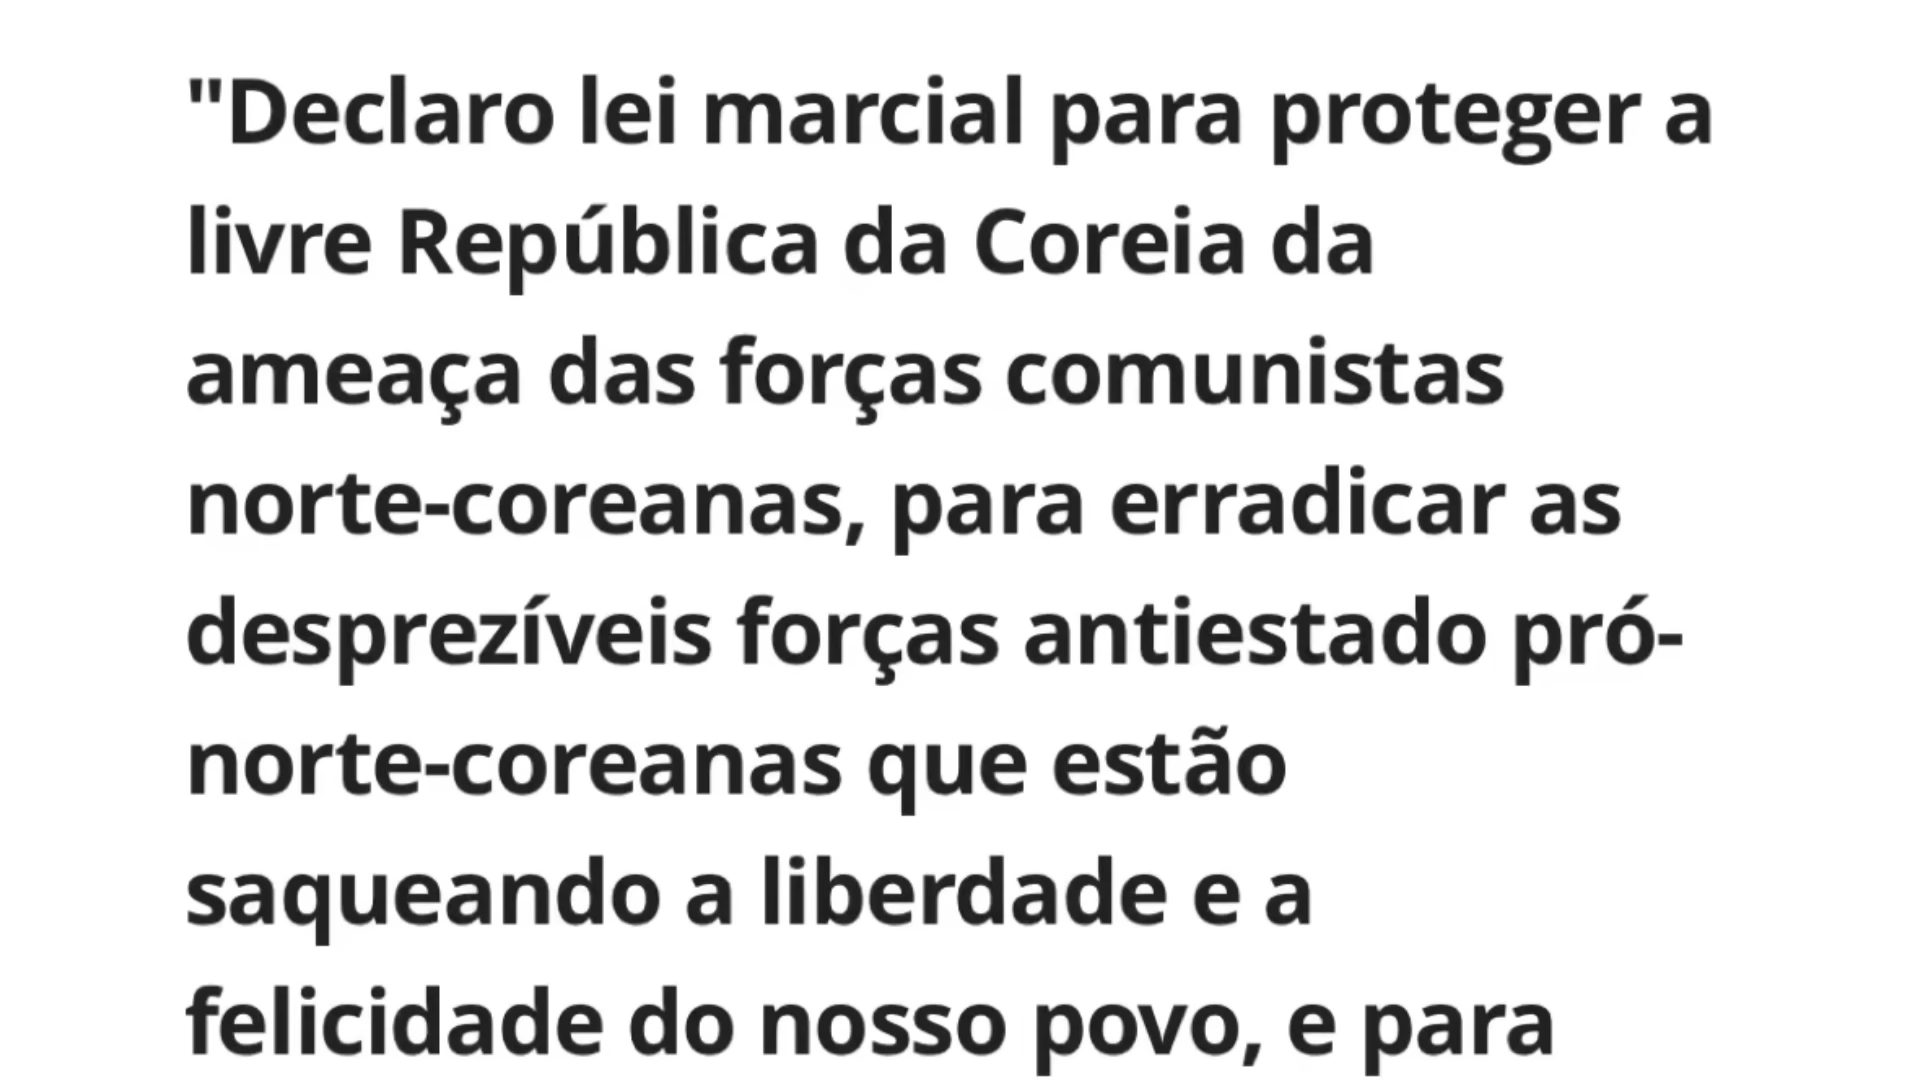 "Declaro lei marcial para proteger a
livre República da Coreia da
ameaça das forças comunistas
norte-coreanas, para erradicar as
desprezíveis forças antiestado pró-
norte-coreanas que estão
saqueando a liberdade e a
felicidade do nosso povo, e para